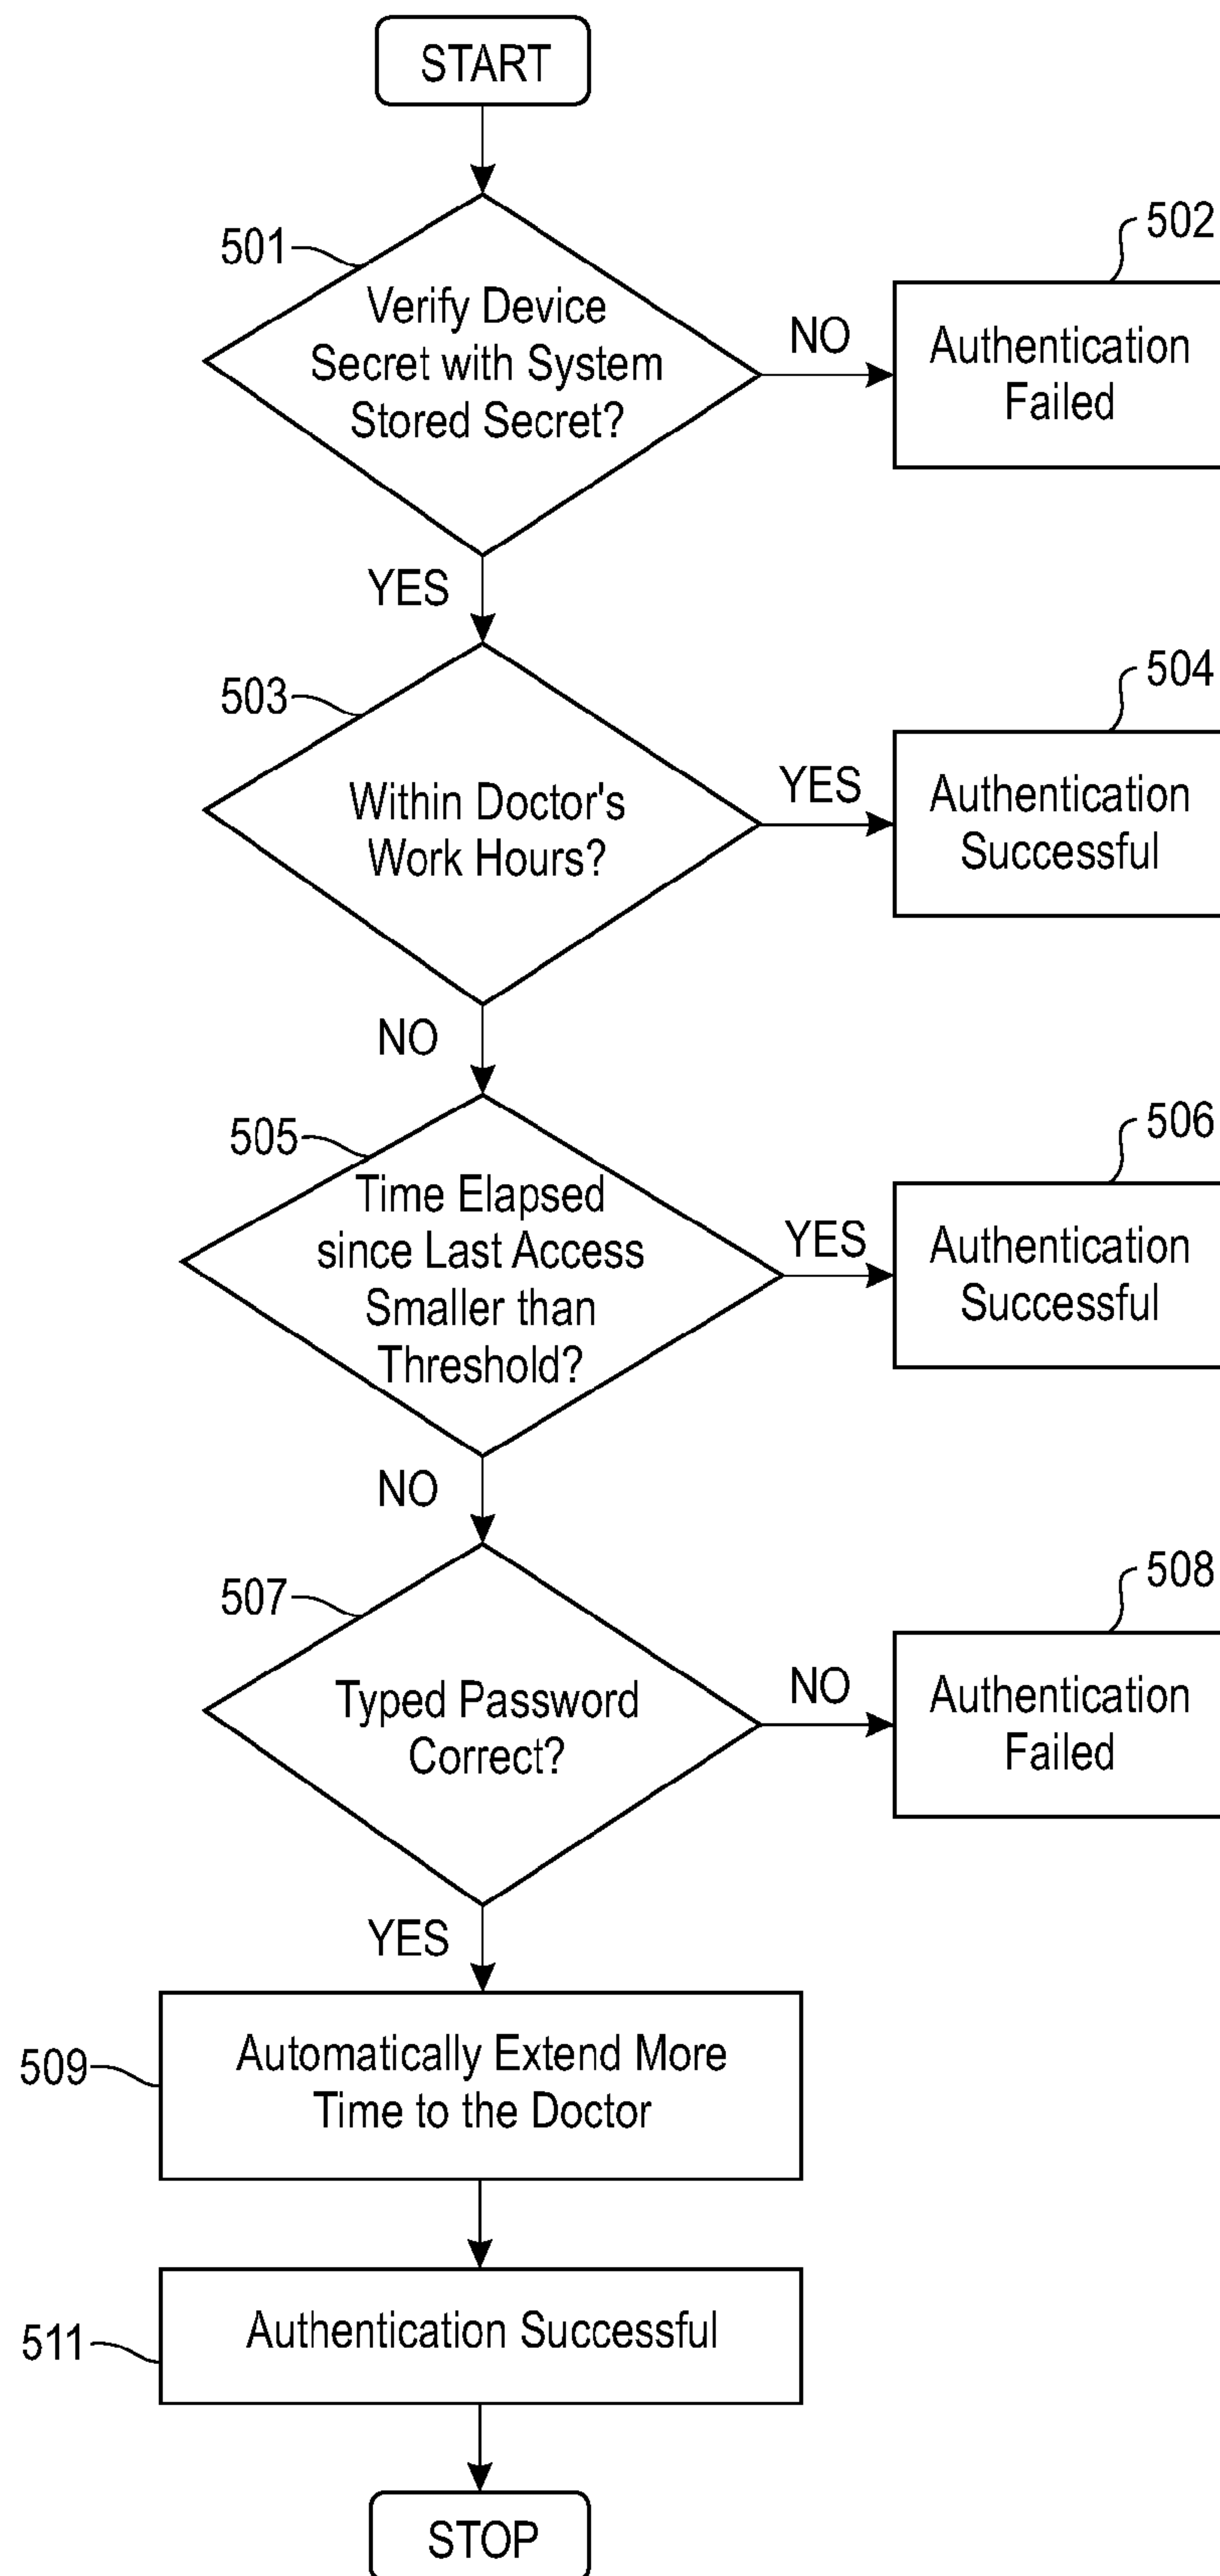 START
501
Verify Device
Secret with System
Stored Secret?
NO
502
Authentication
Failed
YES
503
Within Doctor's
Work Hours?
YES
504
Authentication
Successful
NO
505
Time Elapsed
since Last Access
Smaller than
Threshold?
YES
506
Authentication
Successful
NO
507
Typed Password
Correct?
NO
508
Authentication
Failed
YES
509
Automatically Extend More
Time to the Doctor
511
Authentication Successful
STOP